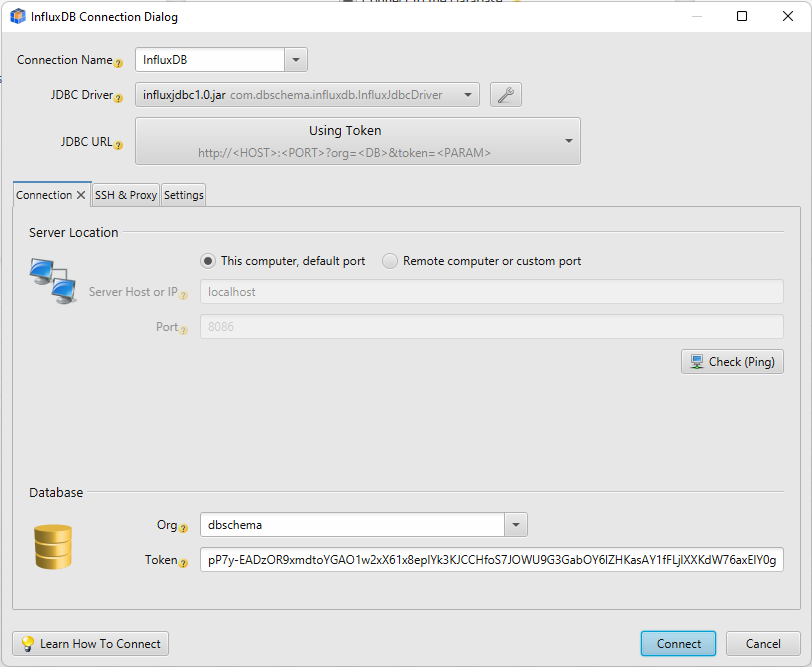 InfluxDB Connection Dialog
Connection Name
InfluxDB
JDBC Driver
influxjdbc1.0.jar com.dbschema.influxdb.InfluxJdbcDriver
JDBC URL
Using Token
http://<HOST>:<PORT>?org=<DB>&token=<PARAM>
Connection SSH & Proxy Settings
Server Location
This computer, default port Remote computer or custom port
Server Host or IP
localhost
Port
8086
Check (Ping)
Database
Org
dbschema
Token
Learn How To Connect
Connect Cancel